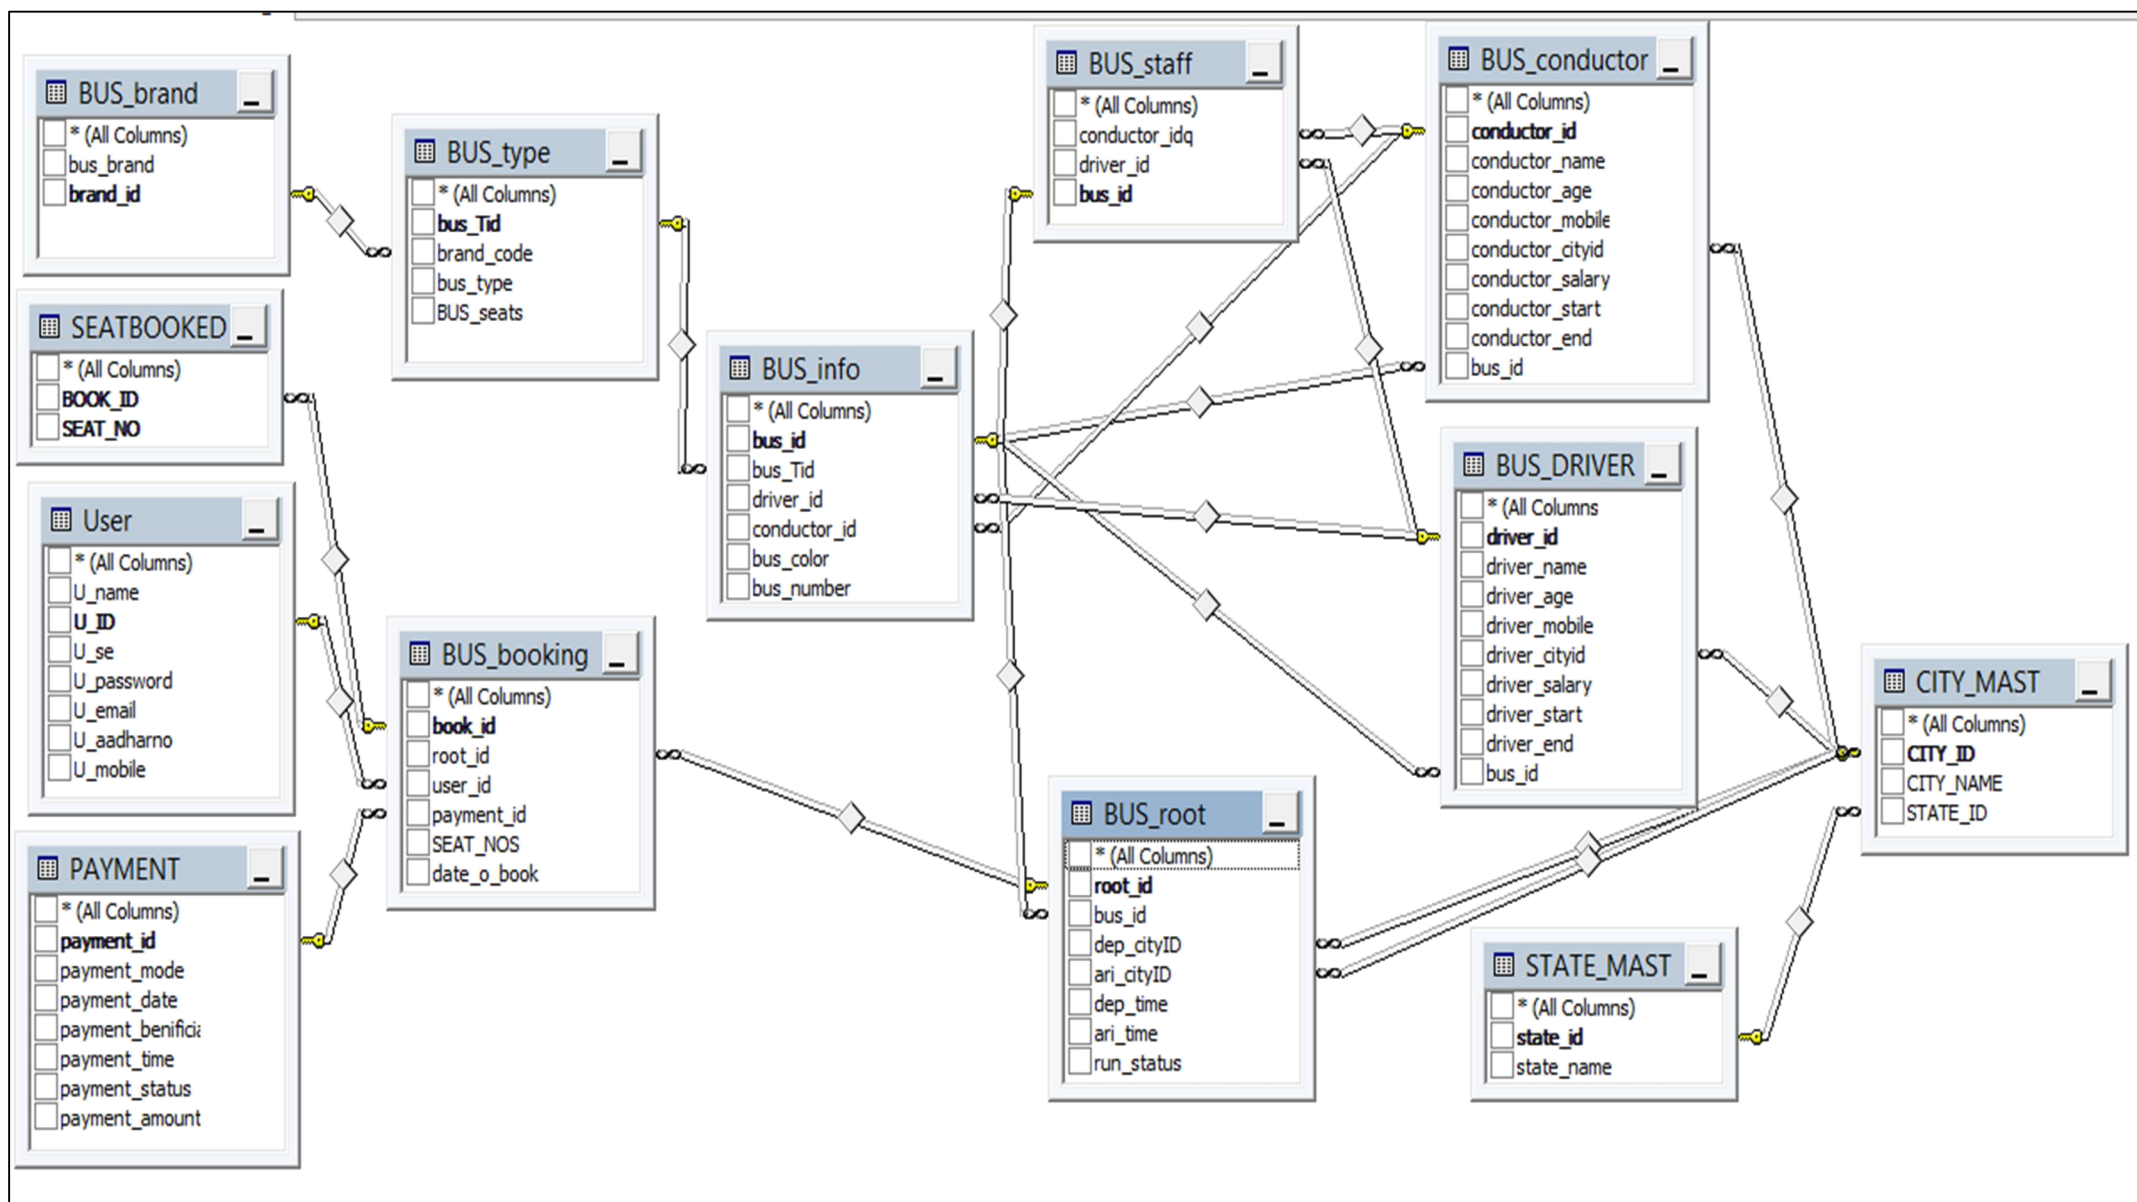 BUS_brand
* (All Columns)
bus_brand
brand_id
BUS_type
* (All Columns)
bus_Tid
brand_code
bus_type
BUS_seats
SEATBOOKED
* (All Columns)
BOOK_ID
SEAT_NO
User
* (All Columns)
U_name
U_ID
U_se
U_password
U_email
U_aadharno
U_mobile
PAYMENT
* (All Columns)
payment_id
payment_mode
payment_date
payment_benificia
payment_time
payment_status
payment_amount
BUS_booking
* (All Columns)
book_id
root_id
user_id
payment_id
SEAT_NOS
date_o_book
BUS_info
* (All Columns)
bus_id
bus_Tid
driver_id
conductor_id
bus_color
bus_number
BUS_staff
* (All Columns)
conductor_idq
driver_id
bus_id
BUS_conductor
* (All Columns)
conductor_id
conductor_name
conductor_age
conductor_mobile
conductor_cityid
conductor_salary
conductor_start
conductor_end
bus_id
BUS_DRIVER
* (All Columns
driver_id
driver_name
driver_age
driver_mobile
driver_cityid
driver_salary
driver_start
driver_end
bus_id
BUS_root
* (All Columns)
root_id
bus_id
dep_cityID
ari_cityID
dep_time
ari_time
run_status
CITY_MAST
* (All Columns)
CITY_ID
CITY_NAME
STATE_ID
STATE_MAST
* (All Columns)
state_id
state_name